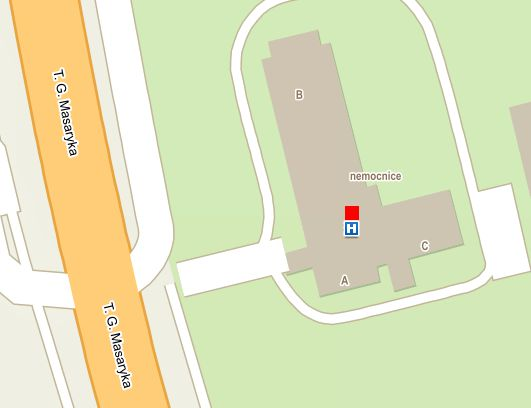 T. G. Masaryka
B
nemocnice
H
C
A
T. G. Masaryka